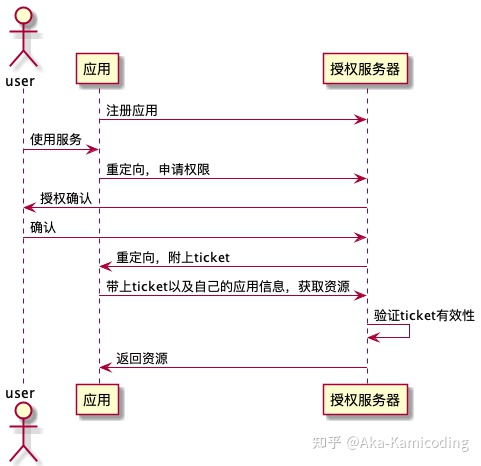 user
应用
授权服务器
注册应用
使用服务
重定向，申请权限
授权确认
确认
重定向，附上ticket
带上ticket以及自己的应用信息，获取资源
验证ticket有效性
返回资源
user
应用
授权服务器
知乎 @Aka-Kamicoding